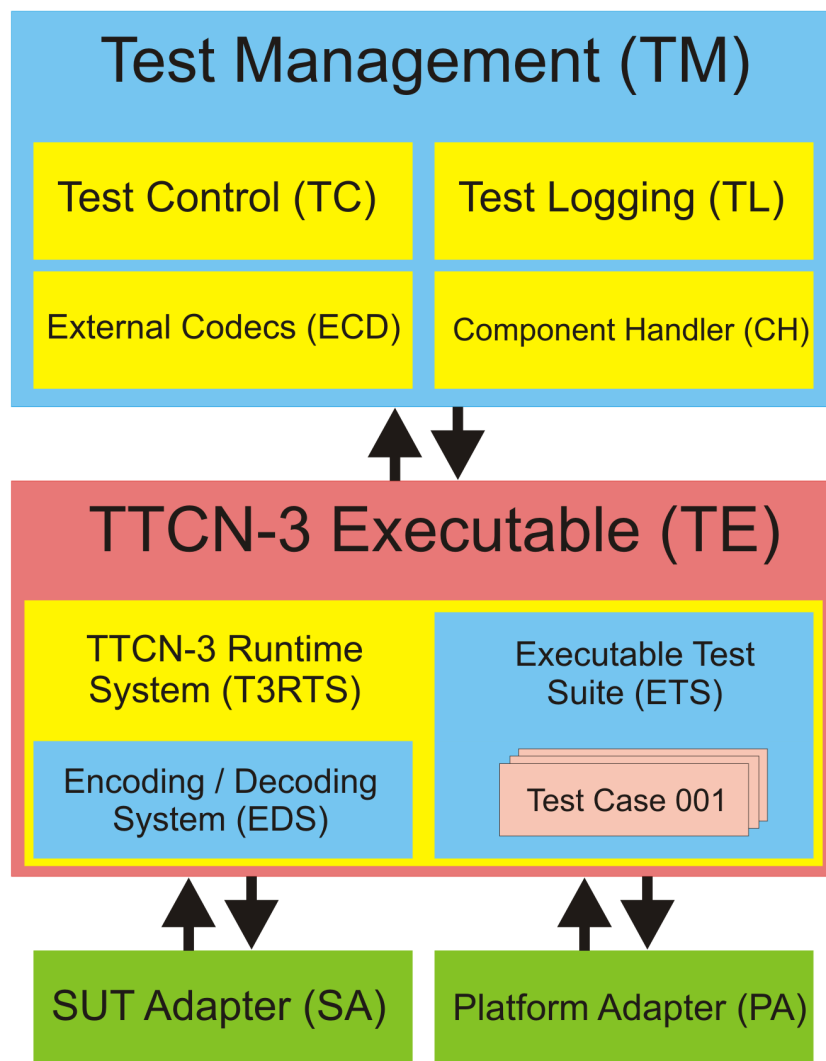 Test Management (TM)
Test Control (TC)
Test Logging (TL)
External Codecs (ECD)
Component Handler (CH)
TTCN-3 Executable (TE)
TTCN-3 Runtime
System (T3RTS)
Executable Test
Suite (ETS)
Encoding / Decoding
System (EDS)
Test Case 001
SUT Adapter (SA)
Platform Adapter (PA)